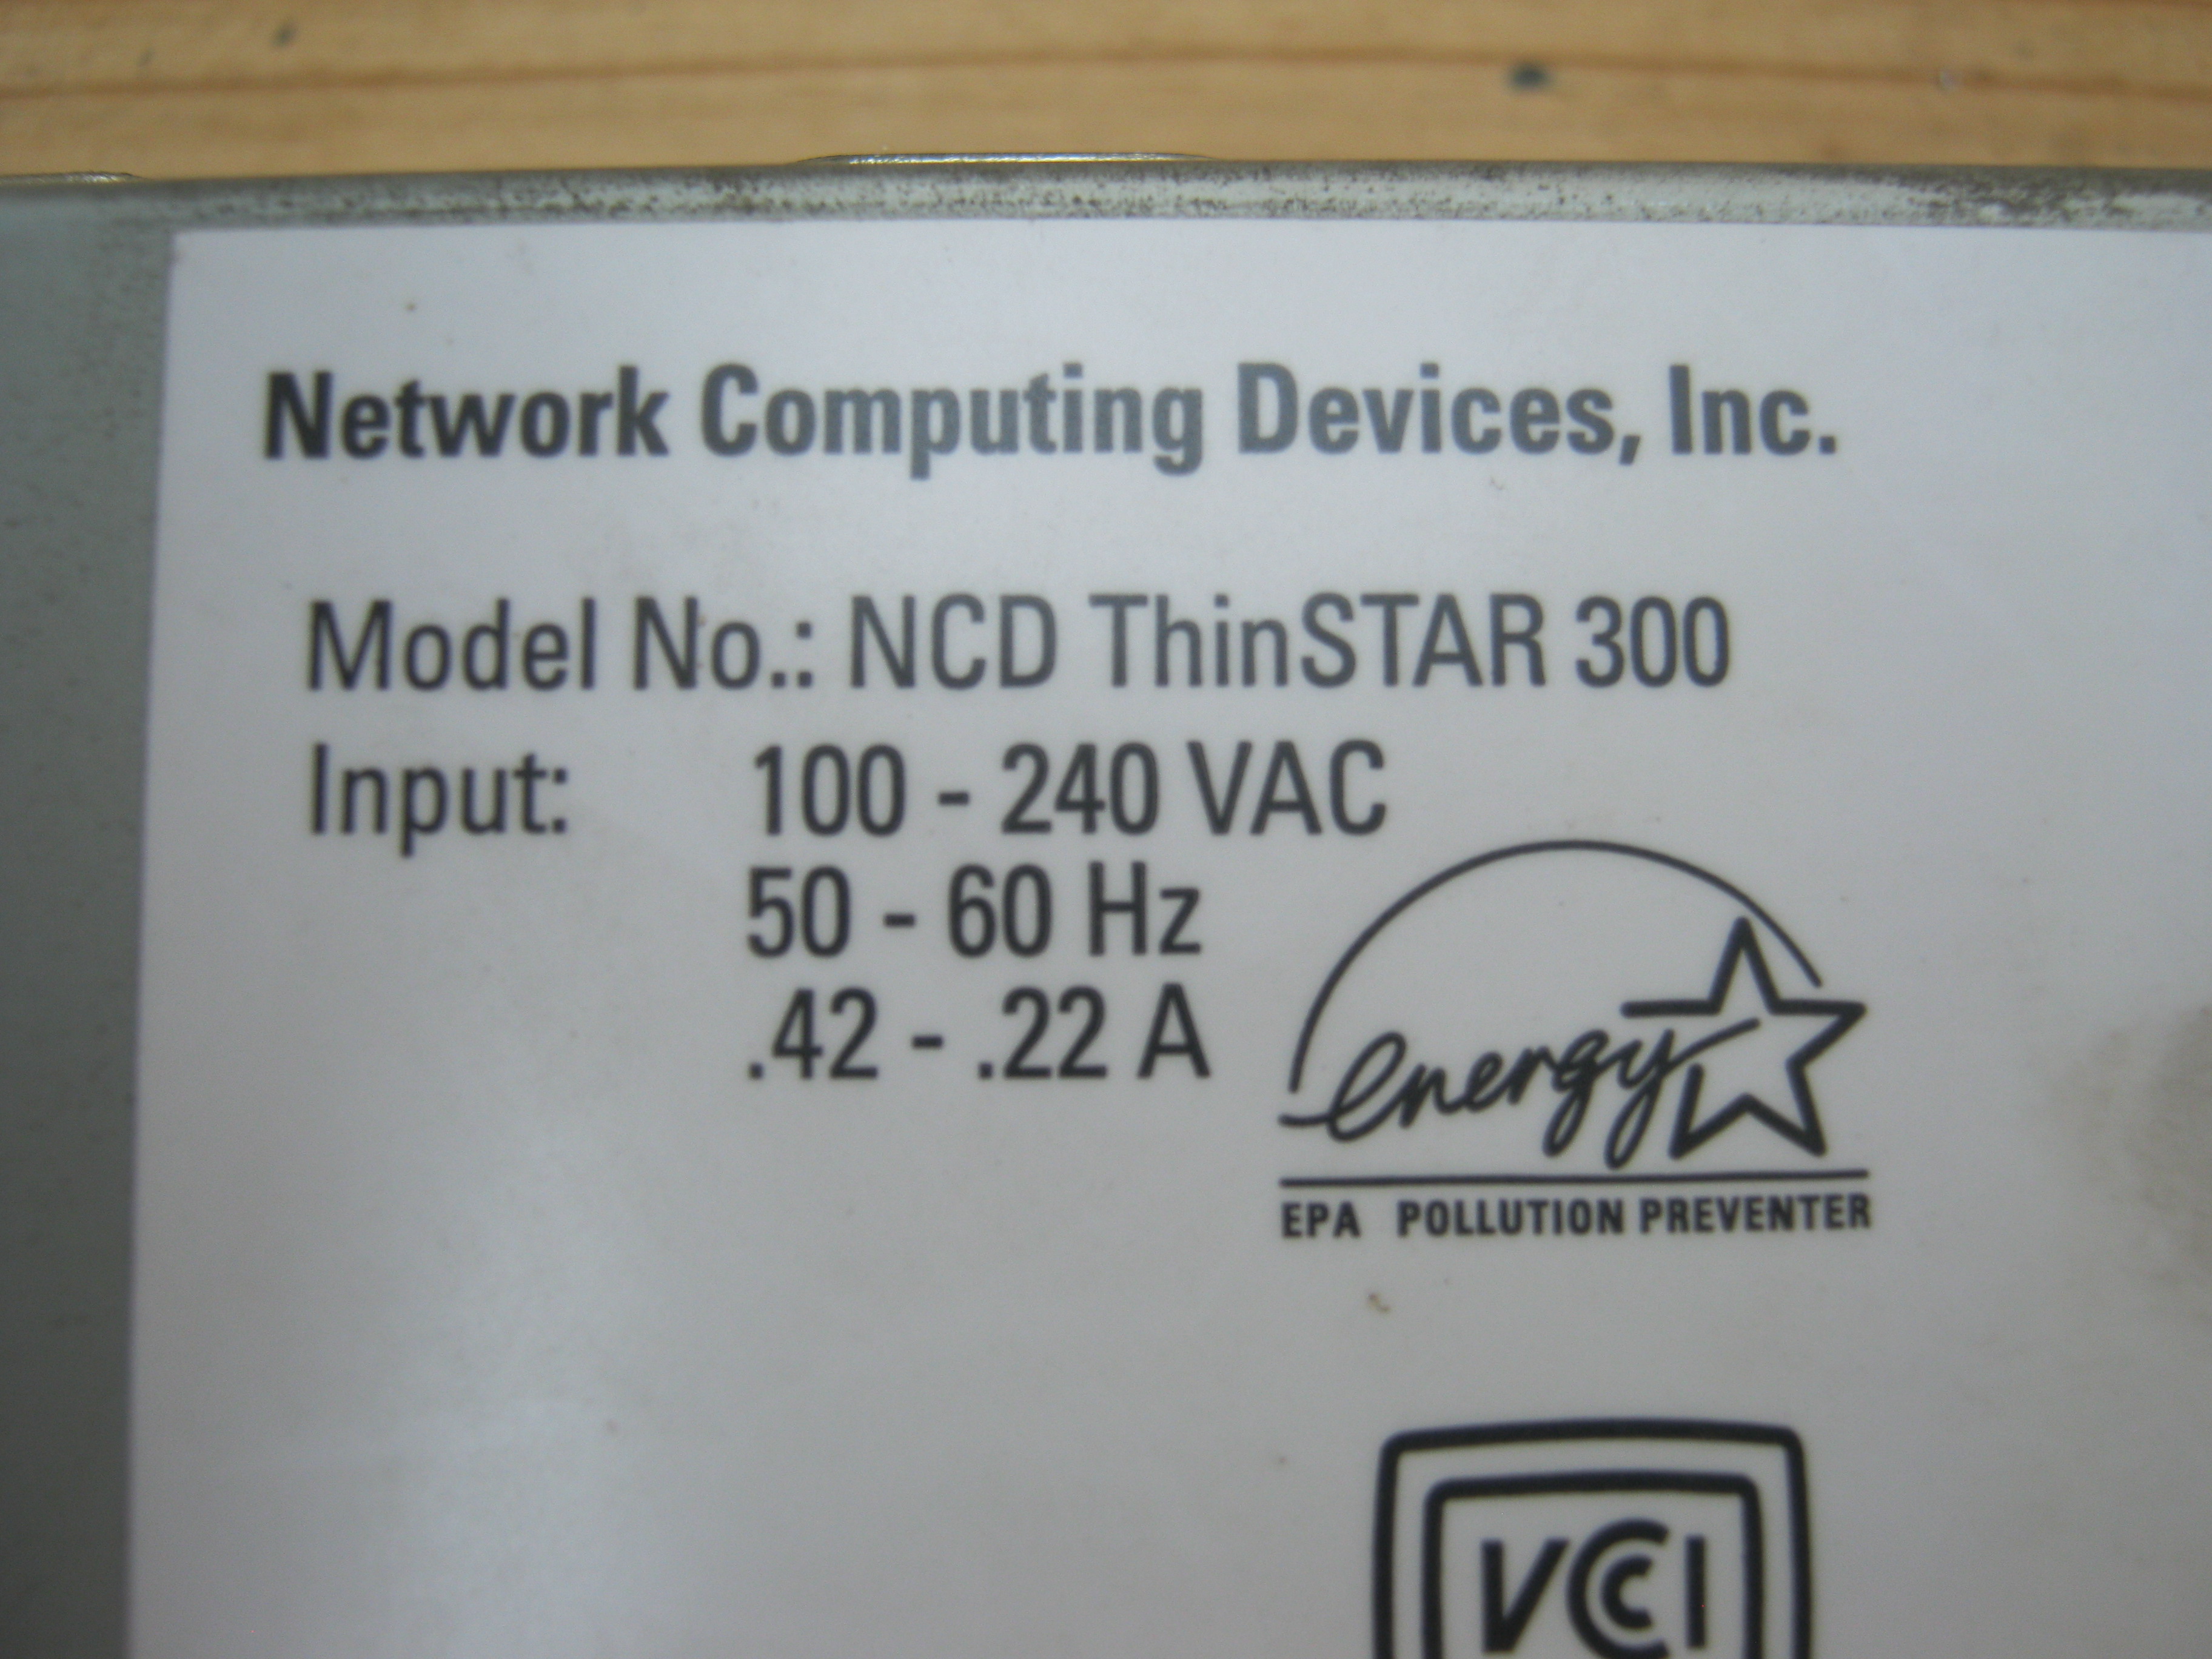 Network Computing Devices, Inc.
Model No.: NCD ThinSTAR 300
Input: 100 - 240 VAC
50 - 60 Hz
.42 - .22 A
energy
EPA POLLUTION PREVENTER
VCCI